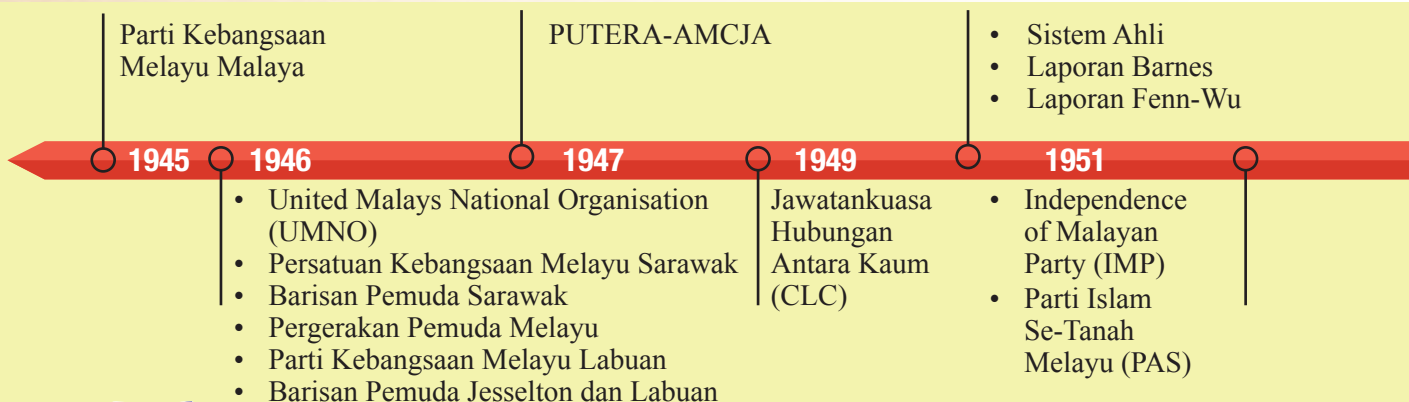 Parti Kebangsaan
Melayu Malaya
PUTERA-AMCJA
• Sistem Ahli
• Laporan Barnes
• Laporan Fenn-Wu
1945
1946
1947
1949
1951
• United Malays National Organisation
(UMNO)
• Persatuan Kebangsaan Melayu Sarawak
• Barisan Pemuda Sarawak
• Pergerakan Pemuda Melayu
• Parti Kebangsaan Melayu Labuan
• Barisan Pemuda Jesselton dan Labuan
Jawatankuasa
Hubungan
Antara Kaum
(CLC)
• Independence
of Malayan
Party (IMP)
• Parti Islam
Se-Tanah
Melayu (PAS)